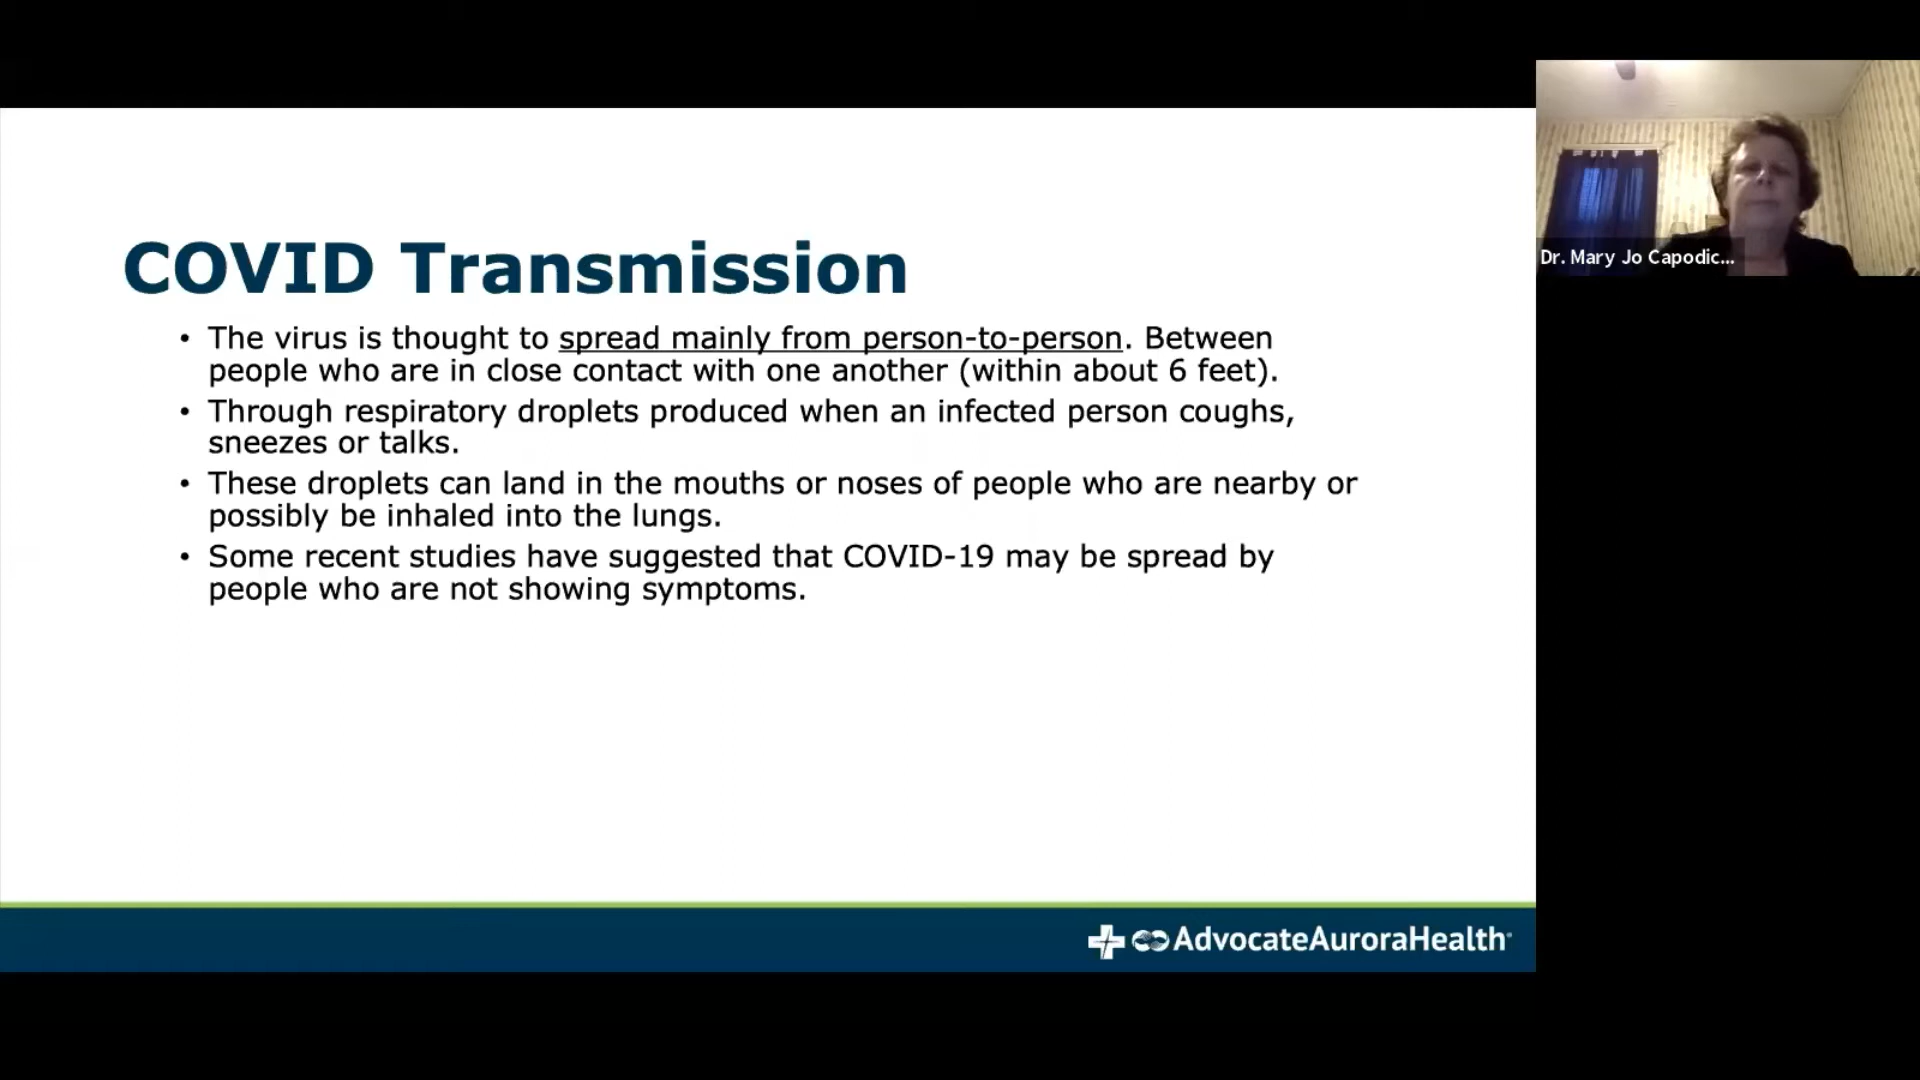 COVID Transmission
• The virus is thought to spread mainly from person-to-person. Between
people who are in close contact with one another (within about 6 feet).
• Through respiratory droplets produced when an infected person coughs,
sneezes or talks.
• These droplets can land in the mouths or noses of people who are nearby or
possibly be inhaled into the lungs.
• Some recent studies have suggested that COVID-19 may be spread by
people who are not showing symptoms.
Dr. Mary Jo Capodic...
AdvocateAuroraHealth